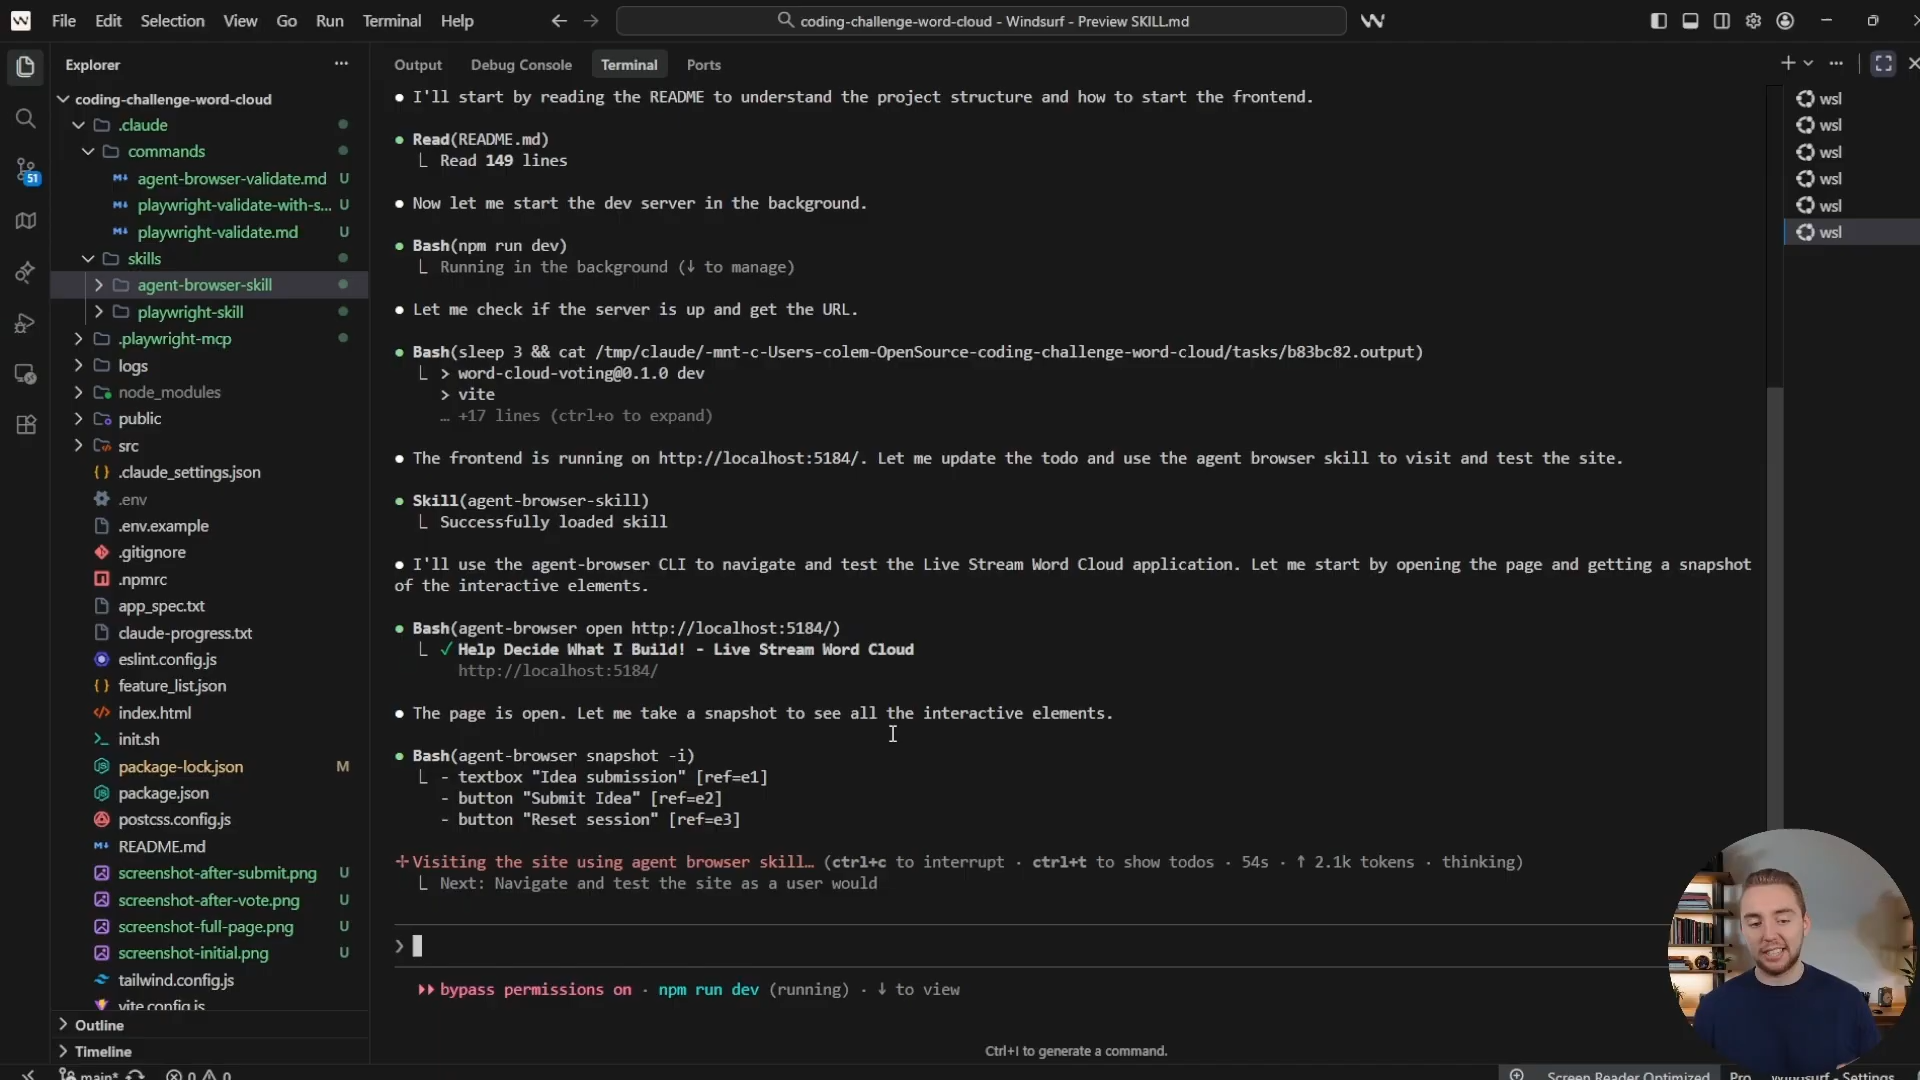 File Edit Selection View Go Run Terminal Help
coding-challenge-word-cloud - Windsurf - Preview SKILL.md
Explorer
coding-challenge-word-cloud
.claude
commands
agent-browser-validate.md U
playwright-validate-with-s... U
playwright-validate.md U
skills
agent-browser-skill
playwright-skill
.playwright-mcp
logs
node_modules
public
src
.claude_settings.json
.env
.env.example
.gitignore
.npmrc
app_spec.txt
claude-progress.txt
eslint.config.js
feature_list.json
index.html
init.sh
package-lock.json M
package.json
postcss.config.js
README.md
screenshot-after-submit.png U
screenshot-after-vote.png U
screenshot-full-page.png U
screenshot-initial.png U
tailwind.config.js
vite.config.js
Outline
Timeline
51
main*
0 0
Output Debug Console Terminal Ports
● I'll start by reading the README to understand the project structure and how to start the frontend.
● Read(README.md)
⎿ Read 149 lines
● Now let me start the dev server in the background.
● Bash(npm run dev)
⎿ Running in the background (↓ to manage)
● Let me check if the server is up and get the URL.
● Bash(sleep 3 && cat /tmp/claude/-mnt-c-Users-colem-OpenSource-coding-challenge-word-cloud/tasks/b83bc82.output)
⎿ > word-cloud-voting@0.1.0 dev
> vite
… +17 lines (ctrl+o to expand)
● The frontend is running on http://localhost:5184/. Let me update the todo and use the agent browser skill to visit and test the site.
● Skill(agent-browser-skill)
⎿ Successfully loaded skill
● I'll use the agent-browser CLI to navigate and test the Live Stream Word Cloud application. Let me start by opening the page and getting a snapshot
of the interactive elements.
● Bash(agent-browser open http://localhost:5184/)
⎿ ✓ Help Decide What I Build! - Live Stream Word Cloud
http://localhost:5184/
● The page is open. Let me take a snapshot to see all the interactive elements.
● Bash(agent-browser snapshot -i)
⎿ - textbox "Idea submission" [ref=e1]
- button "Submit Idea" [ref=e2]
- button "Reset session" [ref=e3]
✢ Visiting the site using agent browser skill… (ctrl+c to interrupt · ctrl+t to show todos · 54s · ↑ 2.1k tokens · thinking)
⎿ Next: Navigate and test the site as a user would
>
⏵⏵ bypass permissions on · npm run dev (running) · ↓ to view
Ctrl+I to generate a command.
wsl
wsl
wsl
wsl
wsl
wsl
Screen Reader Optimized Pro Windsurf - Settings